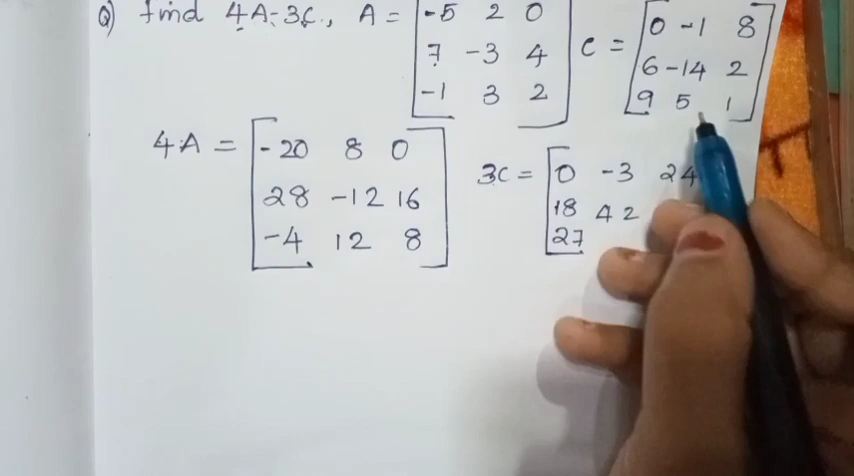 Q) find 4A-3C., A = [-5 2 0
7 -3 4
-1 3 2] C = [0 -1 8
6 -14 2
9 5 1]
4A = [-20 8 0
28 -12 16
-4 12 8]
3C = [0 -3 24
18 42
27